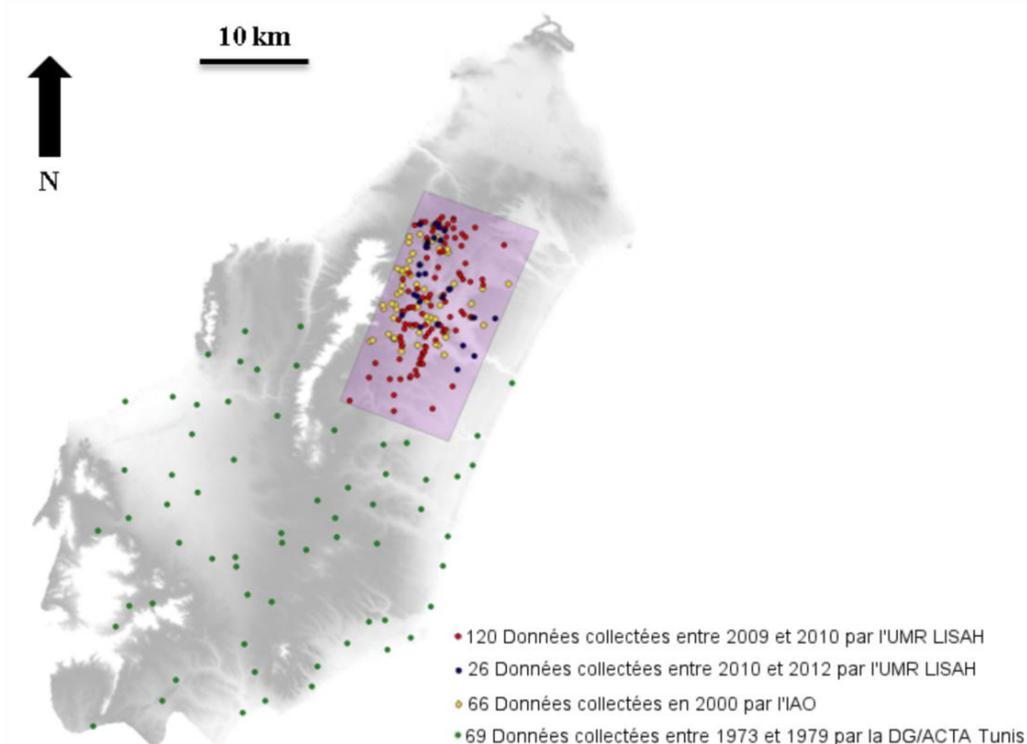 10 km
N
120 Données collectées entre 2009 et 2010 par l'UMR LISAH
26 Données collectées entre 2010 et 2012 par l'UMR LISAH
66 Données collectées en 2000 par l'IAO
69 Données collectées entre 1973 et 1979 par la DG/ACTA Tunis